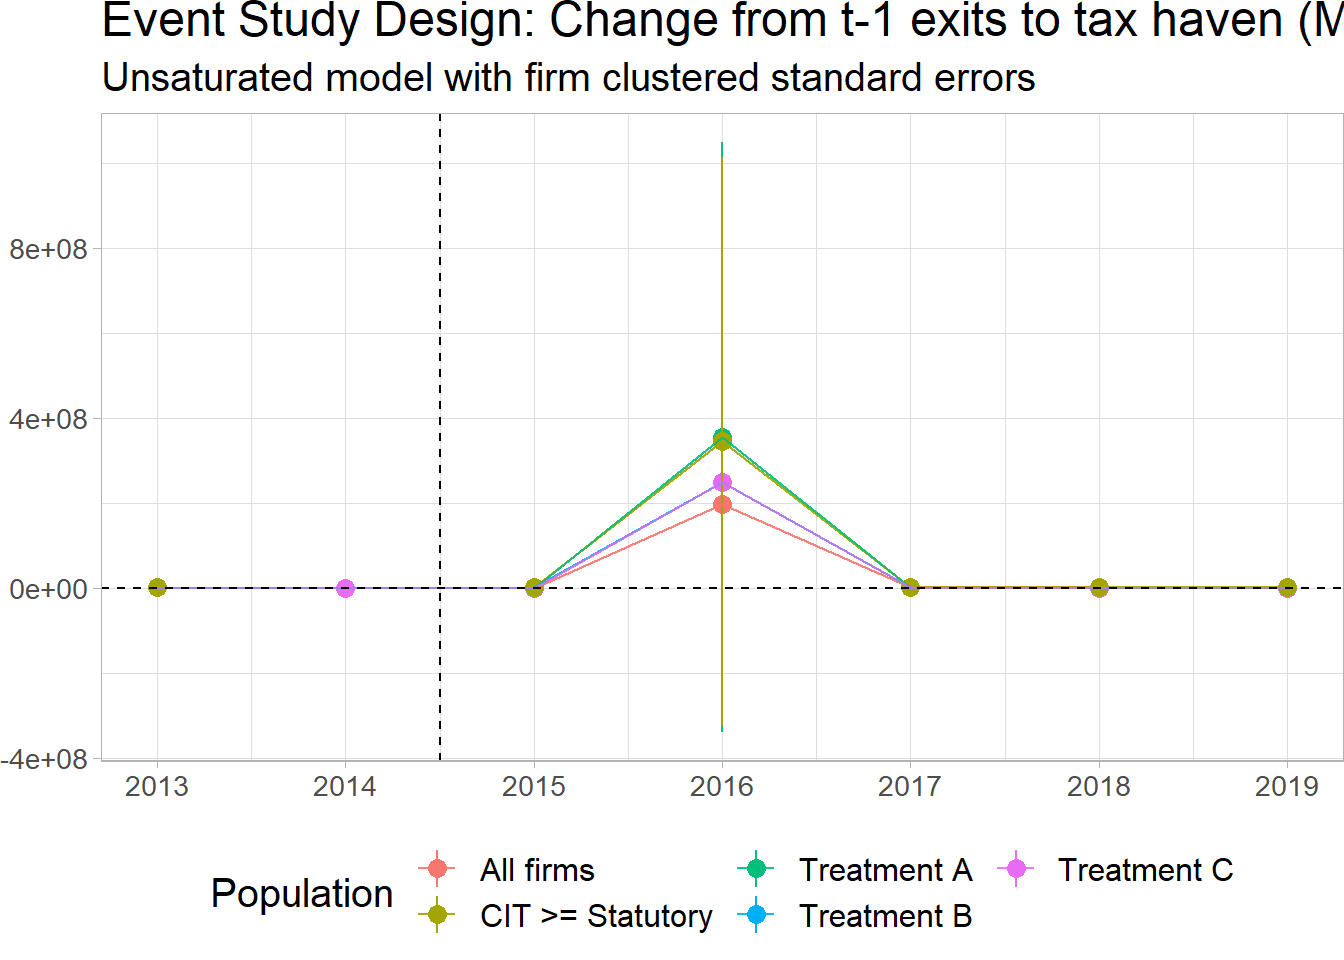 Event Study Design: Change from t-1 exits to tax haven (M
Unsaturated model with firm clustered standard errors
8e+08
4e+08
0e+00
-4e+08
2013 2014 2015 2016 2017 2018 2019
Population
All firms
CIT >= Statutory
Treatment A
Treatment B
Treatment C